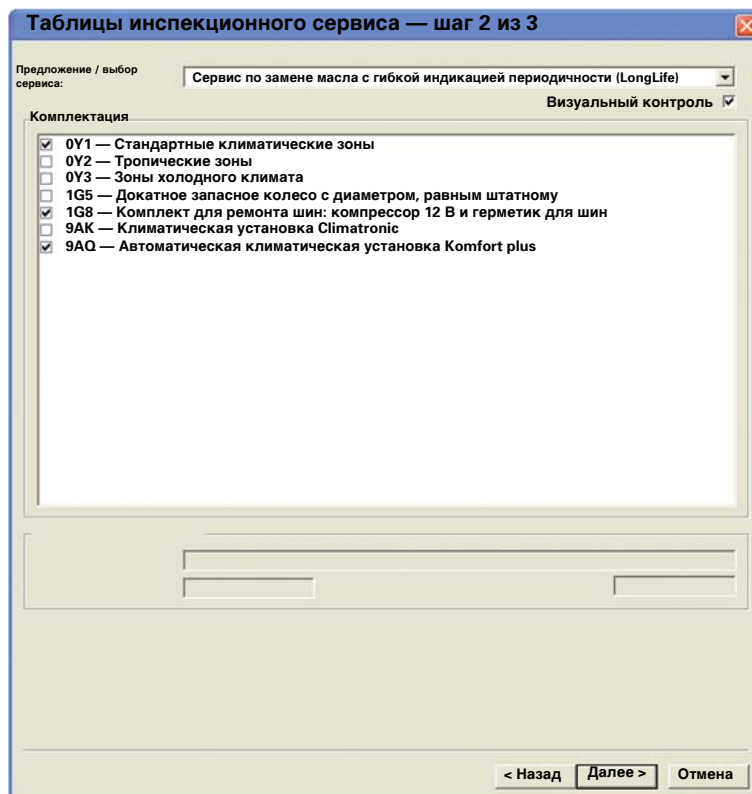 Таблицы инспекционного сервиса — шаг 2 из 3
Предложение / выбор
сервиса:
Сервис по замене масла с гибкой индикацией периодичности (LongLife)
Визуальный контроль
Комплектация
0Y1 — Стандартные климатические зоны
0Y2 — Тропические зоны
0Y3 — Зоны холодного климата
1G5 — Докатное запасное колесо с диаметром, равным штатному
1G8 — Комплект для ремонта шин: компрессор 12 В и герметик для шин
9AK — Климатическая установка Climatronic
9AQ — Автоматическая климатическая установка Komfort plus
< Назад
Далее >
Отмена